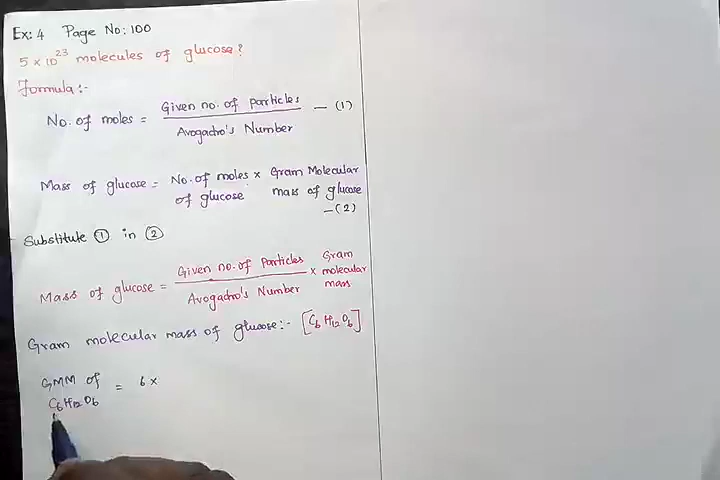 Ex: 4 Page No: 100
5 × 10²³ molecules of glucose?
Formula:-
No. of moles = Given no. of particles / Avogadro's Number — (1)
Mass of glucose = No. of moles of glucose × Gram Molecular mass of glucose — (2)
Substitute ① in ②
Mass of glucose = Given no. of Particles / Avogadro's Number × Gram molecular mass
Gram molecular mass of glucose:- [C₆H₁₂O₆]
GMM of C₆H₁₂O₆ = 6 ×